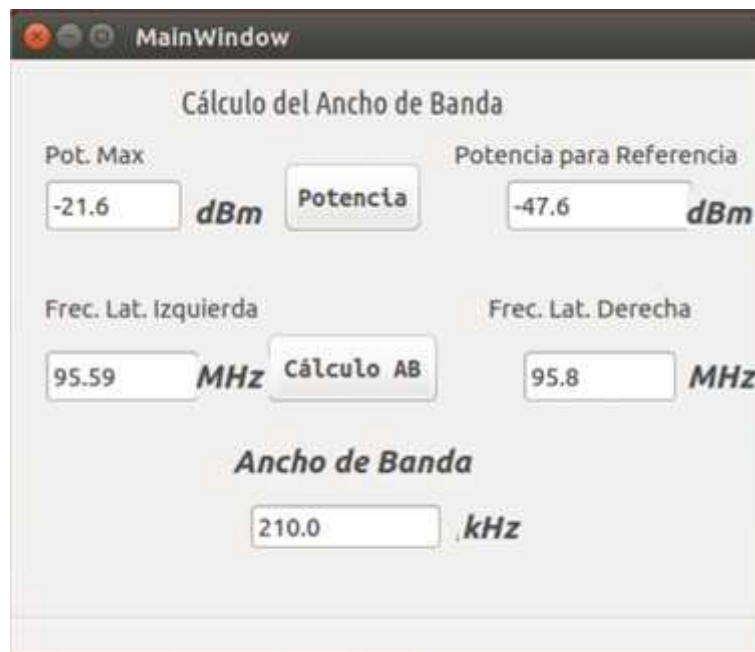 MainWindow
Cálculo del Ancho de Banda
Pot. Max
Potencia para Referencia
-21.6 dBm
Potencia
-47.6 dBm
Frec. Lat. Izquierda
Frec. Lat. Derecha
95.59 MHz
Cálculo AB
95.8 MHz
Ancho de Banda
210.0 kHz